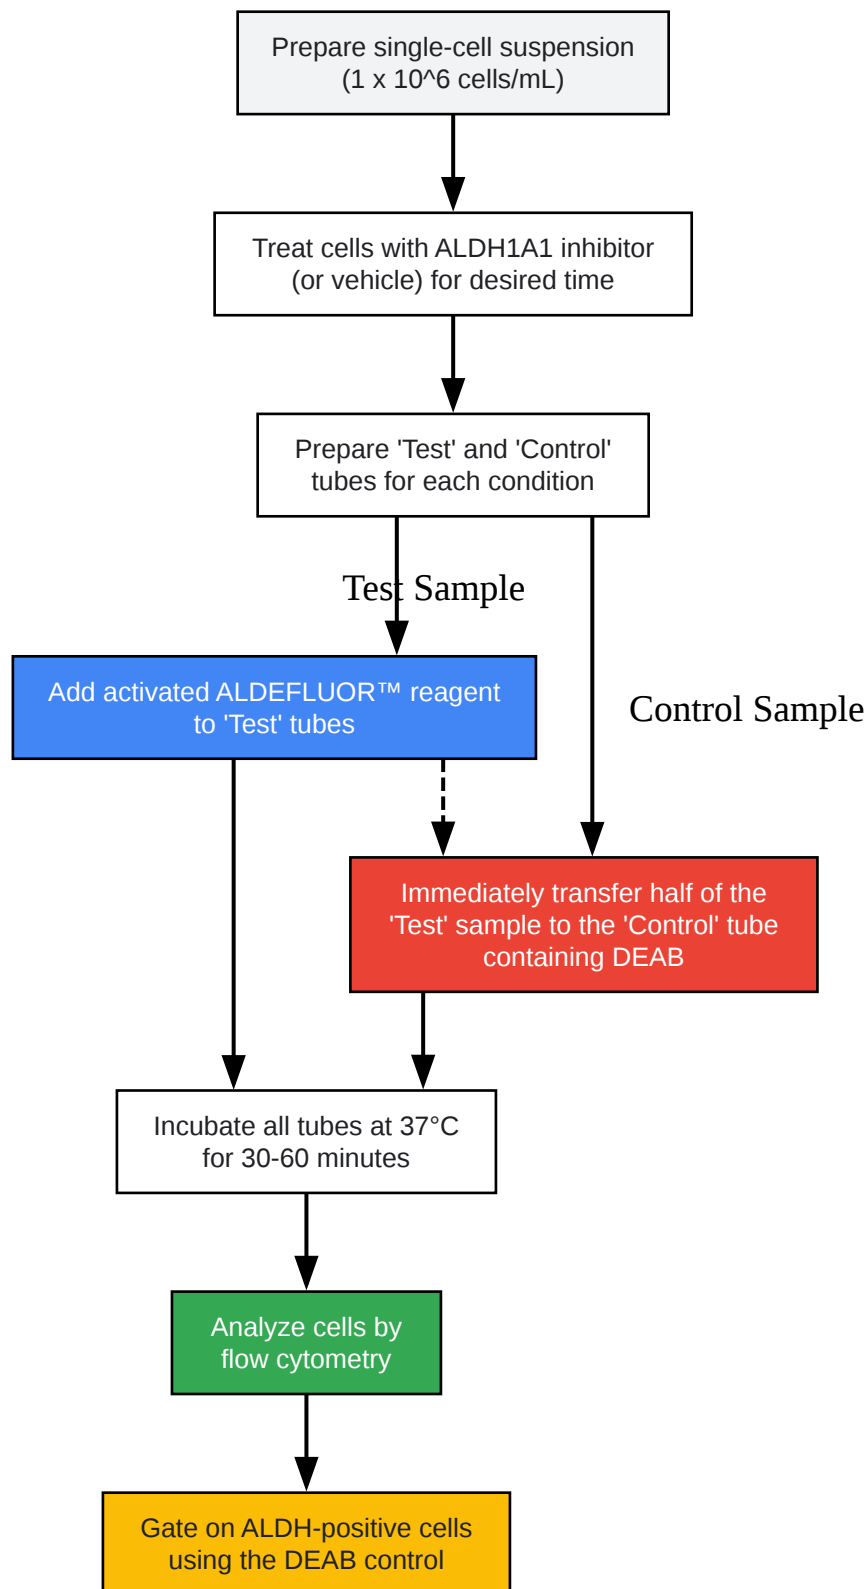 Prepare single-cell suspension
(1 x 10^6 cells/mL)
Treat cells with ALDH1A1 inhibitor
(or vehicle) for desired time
Prepare 'Test' and 'Control'
tubes for each condition
Test Sample
Add activated ALDEFLUOR™ reagent
to 'Test' tubes
Control Sample
Immediately transfer half of the
'Test' sample to the 'Control' tube
containing DEAB
Incubate all tubes at 37°C
for 30-60 minutes
Analyze cells by
flow cytometry
Gate on ALDH-positive cells
using the DEAB control